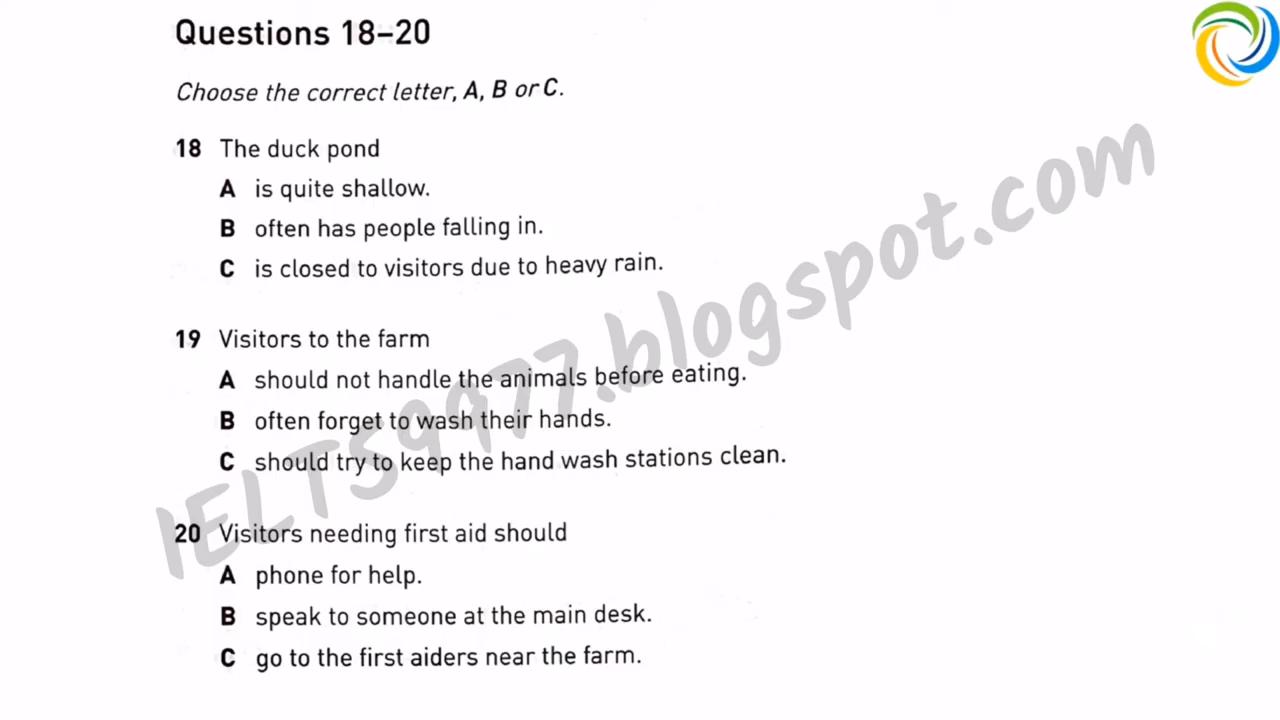 Questions 18–20
Choose the correct letter, A, B or C.
18 The duck pond
A is quite shallow.
B often has people falling in.
C is closed to visitors due to heavy rain.
19 Visitors to the farm
A should not handle the animals before eating.
B often forget to wash their hands.
C should try to keep the hand wash stations clean.
20 Visitors needing first aid should
A phone for help.
B speak to someone at the main desk.
C go to the first aiders near the farm.
IELTS9977.blogspot.com